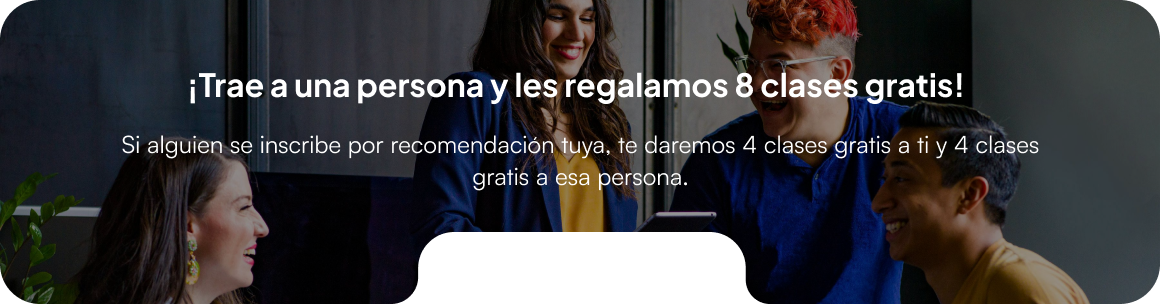 ¡Trae a una persona y les regalamos 8 clases gratis!
Si alguien se inscribe por recomendación tuya, te daremos 4 clases gratis a ti y 4 clases
gratis a esa persona.